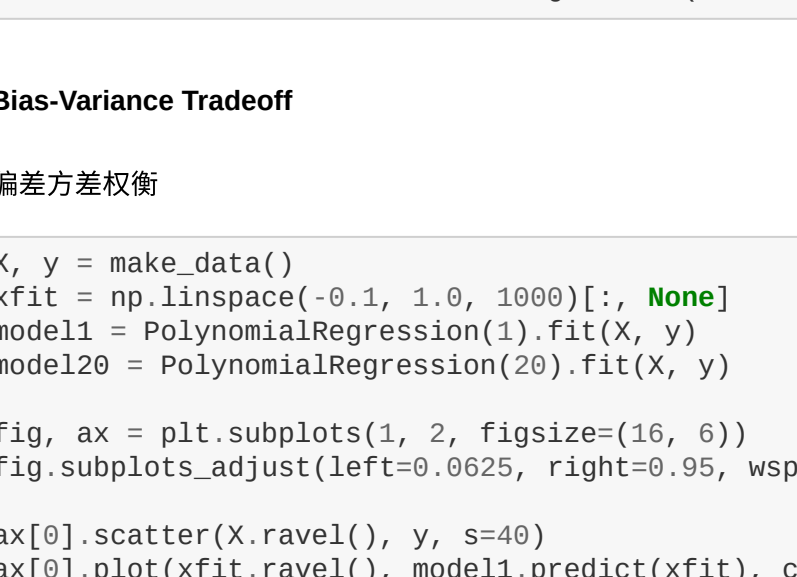 Bias-Variance Tradeoff
偏差方差权衡
X, y = make_data()
xfit = np.linspace(-0.1, 1.0, 1000)[:, None]
model1 = PolynomialRegression(1).fit(X, y)
model20 = PolynomialRegression(20).fit(X, y)
fig, ax = plt.subplots(1, 2, figsize=(16, 6))
fig.subplots_adjust(left=0.0625, right=0.95, wsp
ax[0].scatter(X.ravel(), y, s=40)
ax[0].plot(xfit.ravel(), model1.predict(xfit), c